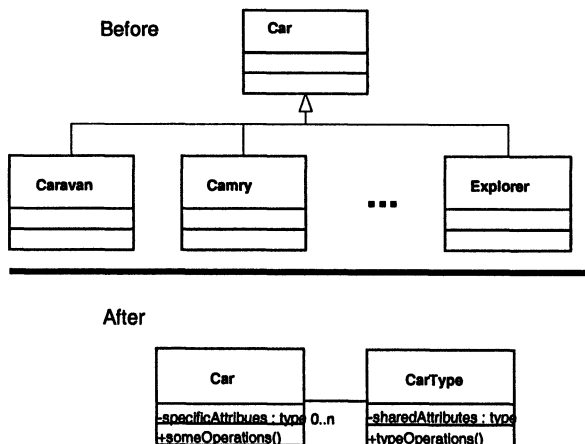 Before
Car
Caravan
Camry
...
Explorer
After
Car
CarType
-specificAttribues : type 0..n
-sharedAttributes : type
+someOperations()
+typeOperations()